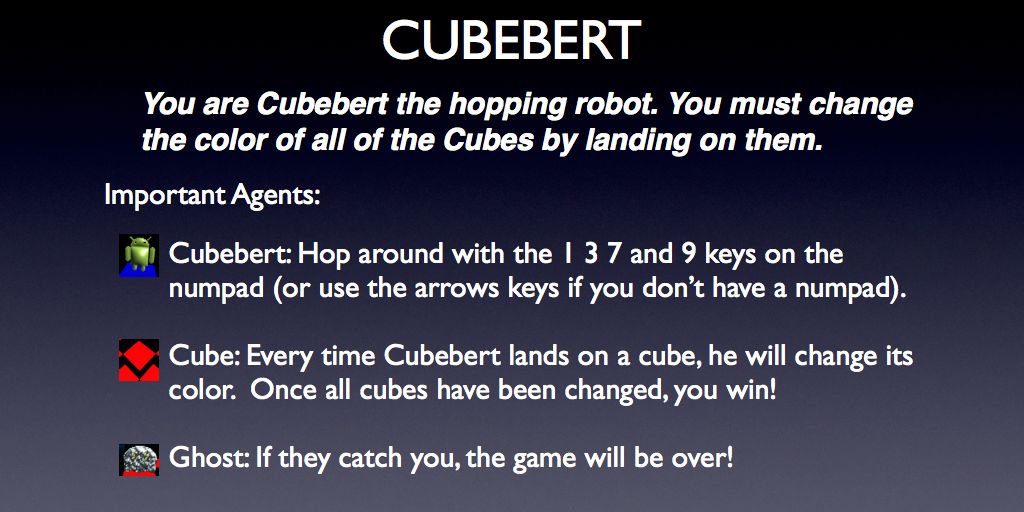 CUBEBERT
You are Cubebert the hopping robot. You must change
the color of all of the Cubes by landing on them.
Important Agents:
Cubebert: Hop around with the 1 3 7 and 9 keys on the
numpad (or use the arrows keys if you don’t have a numpad).
Cube: Every time Cubebert lands on a cube, he will change its
color.  Once all cubes have been changed, you win!
Ghost: If they catch you, the game will be over!